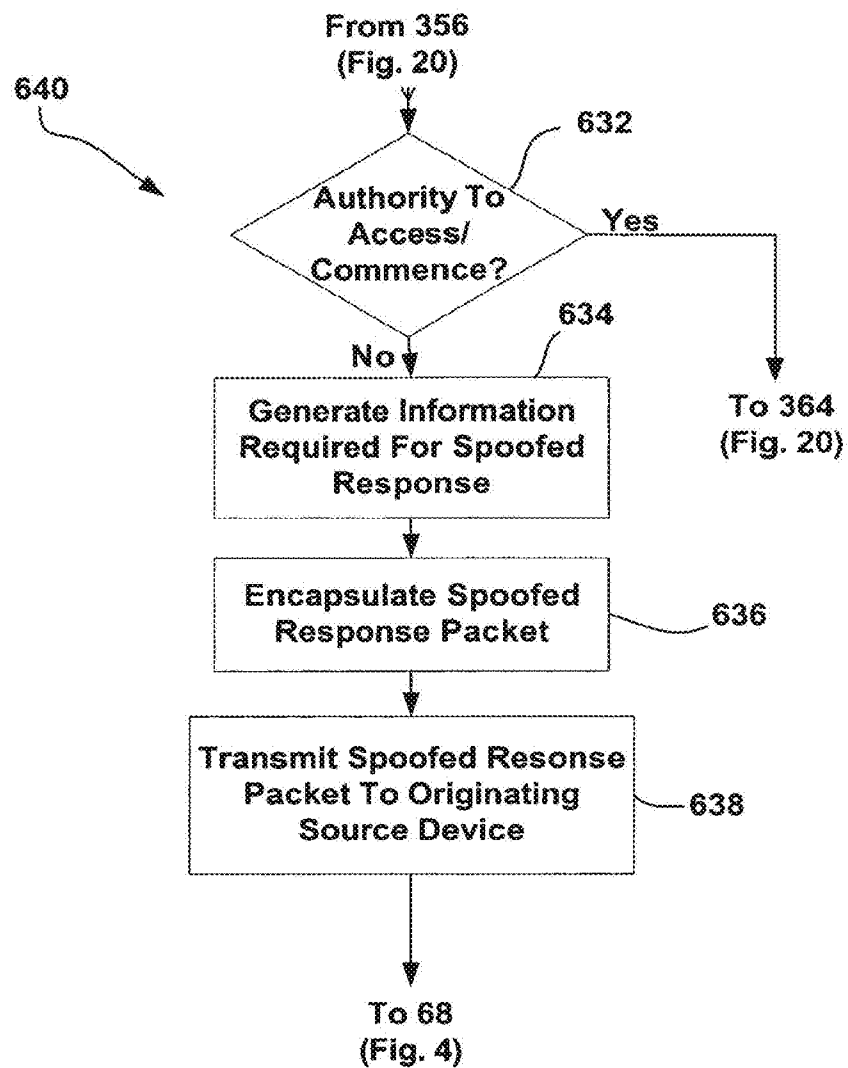 From 356
(Fig. 20)
640
632
Authority To
Access/
Commence?
Yes
634
No
To 364
(Fig. 20)
Generate Information
Required For Spoofed
Response
Encapsulate Spoofed
Response Packet
636
Transmit Spoofed Resonse
Packet To Originating
Source Device
638
To 68
(Fig. 4)